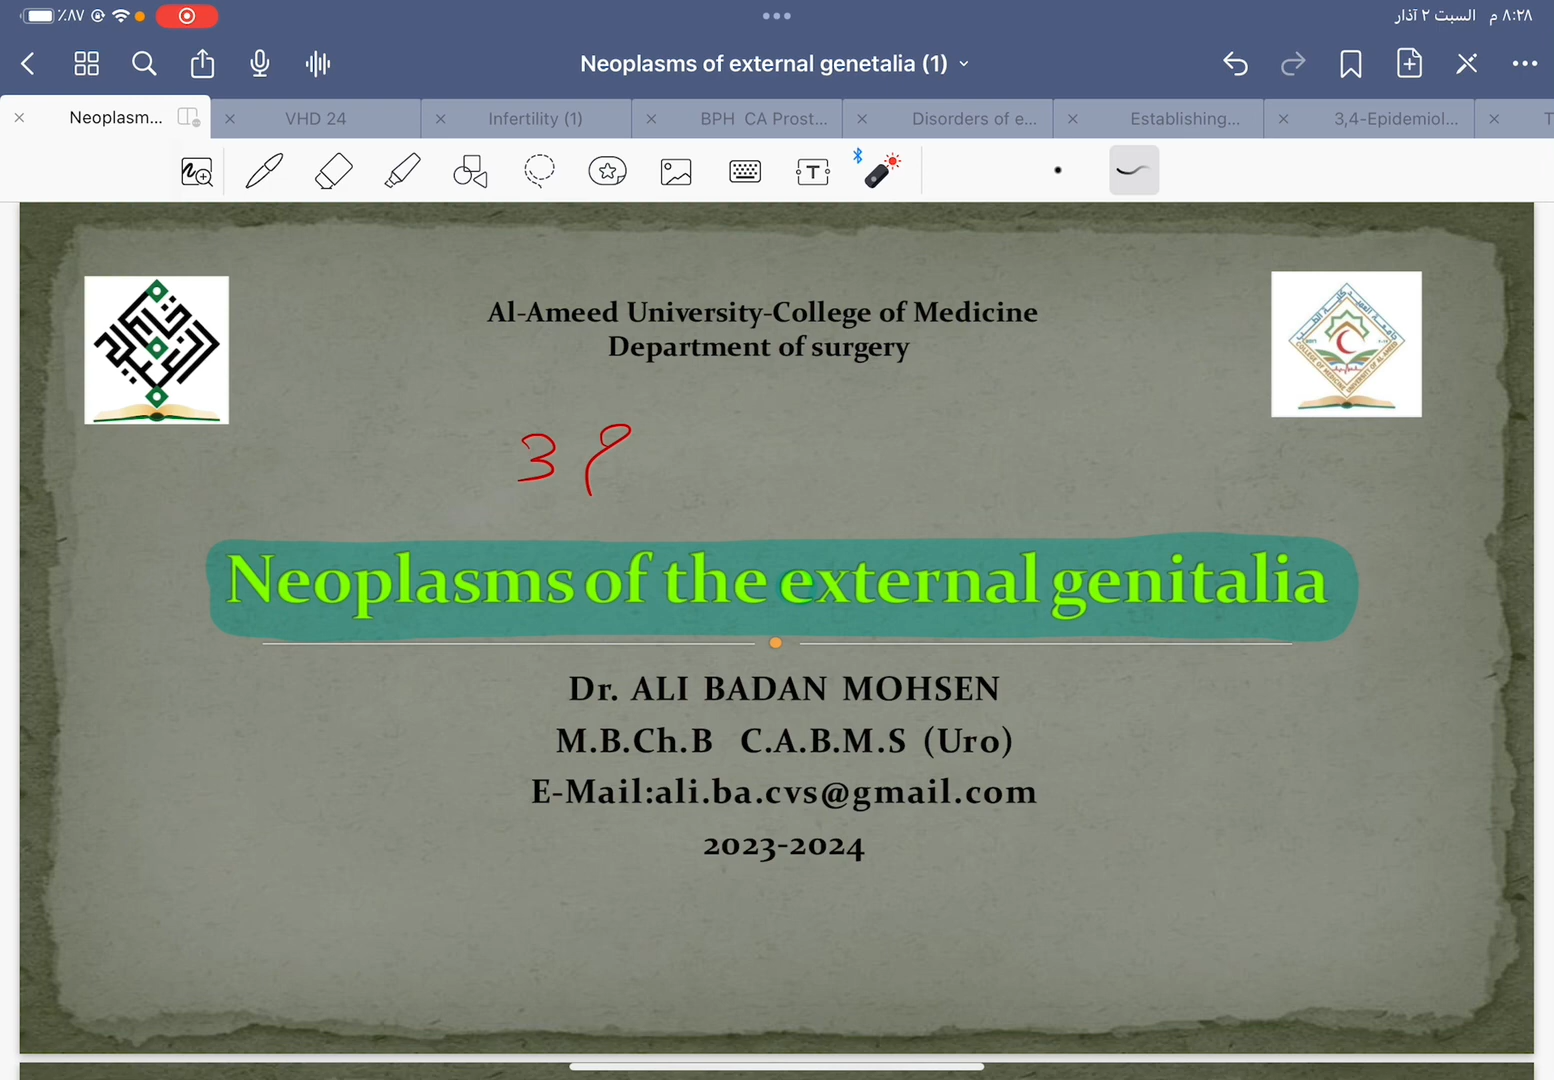 ٪٨٧
٨:٢٨ م السبت ٢ آذار
Neoplasms of external genetalia (1)
Neoplasm...
VHD 24
Infertility (1)
BPH CA Prost...
Disorders of e...
Establishing...
3,4-Epidemiol...
T
Al-Ameed University-College of Medicine
Department of surgery
Neoplasms of the external genitalia
Dr. ALI BADAN MOHSEN
M.B.Ch.B C.A.B.M.S (Uro)
E-Mail:ali.ba.cvs@gmail.com
2023-2024